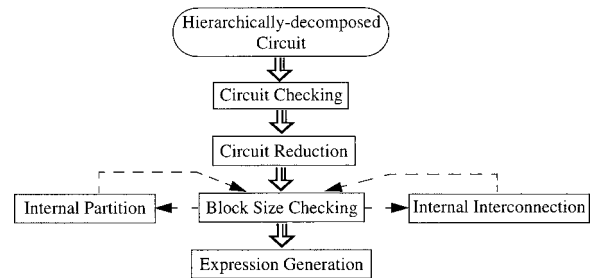 Hierarchically-decomposed
Circuit
Circuit Checking
Circuit Reduction
Internal Partition
Block Size Checking
Internal Interconnection
Expression Generation